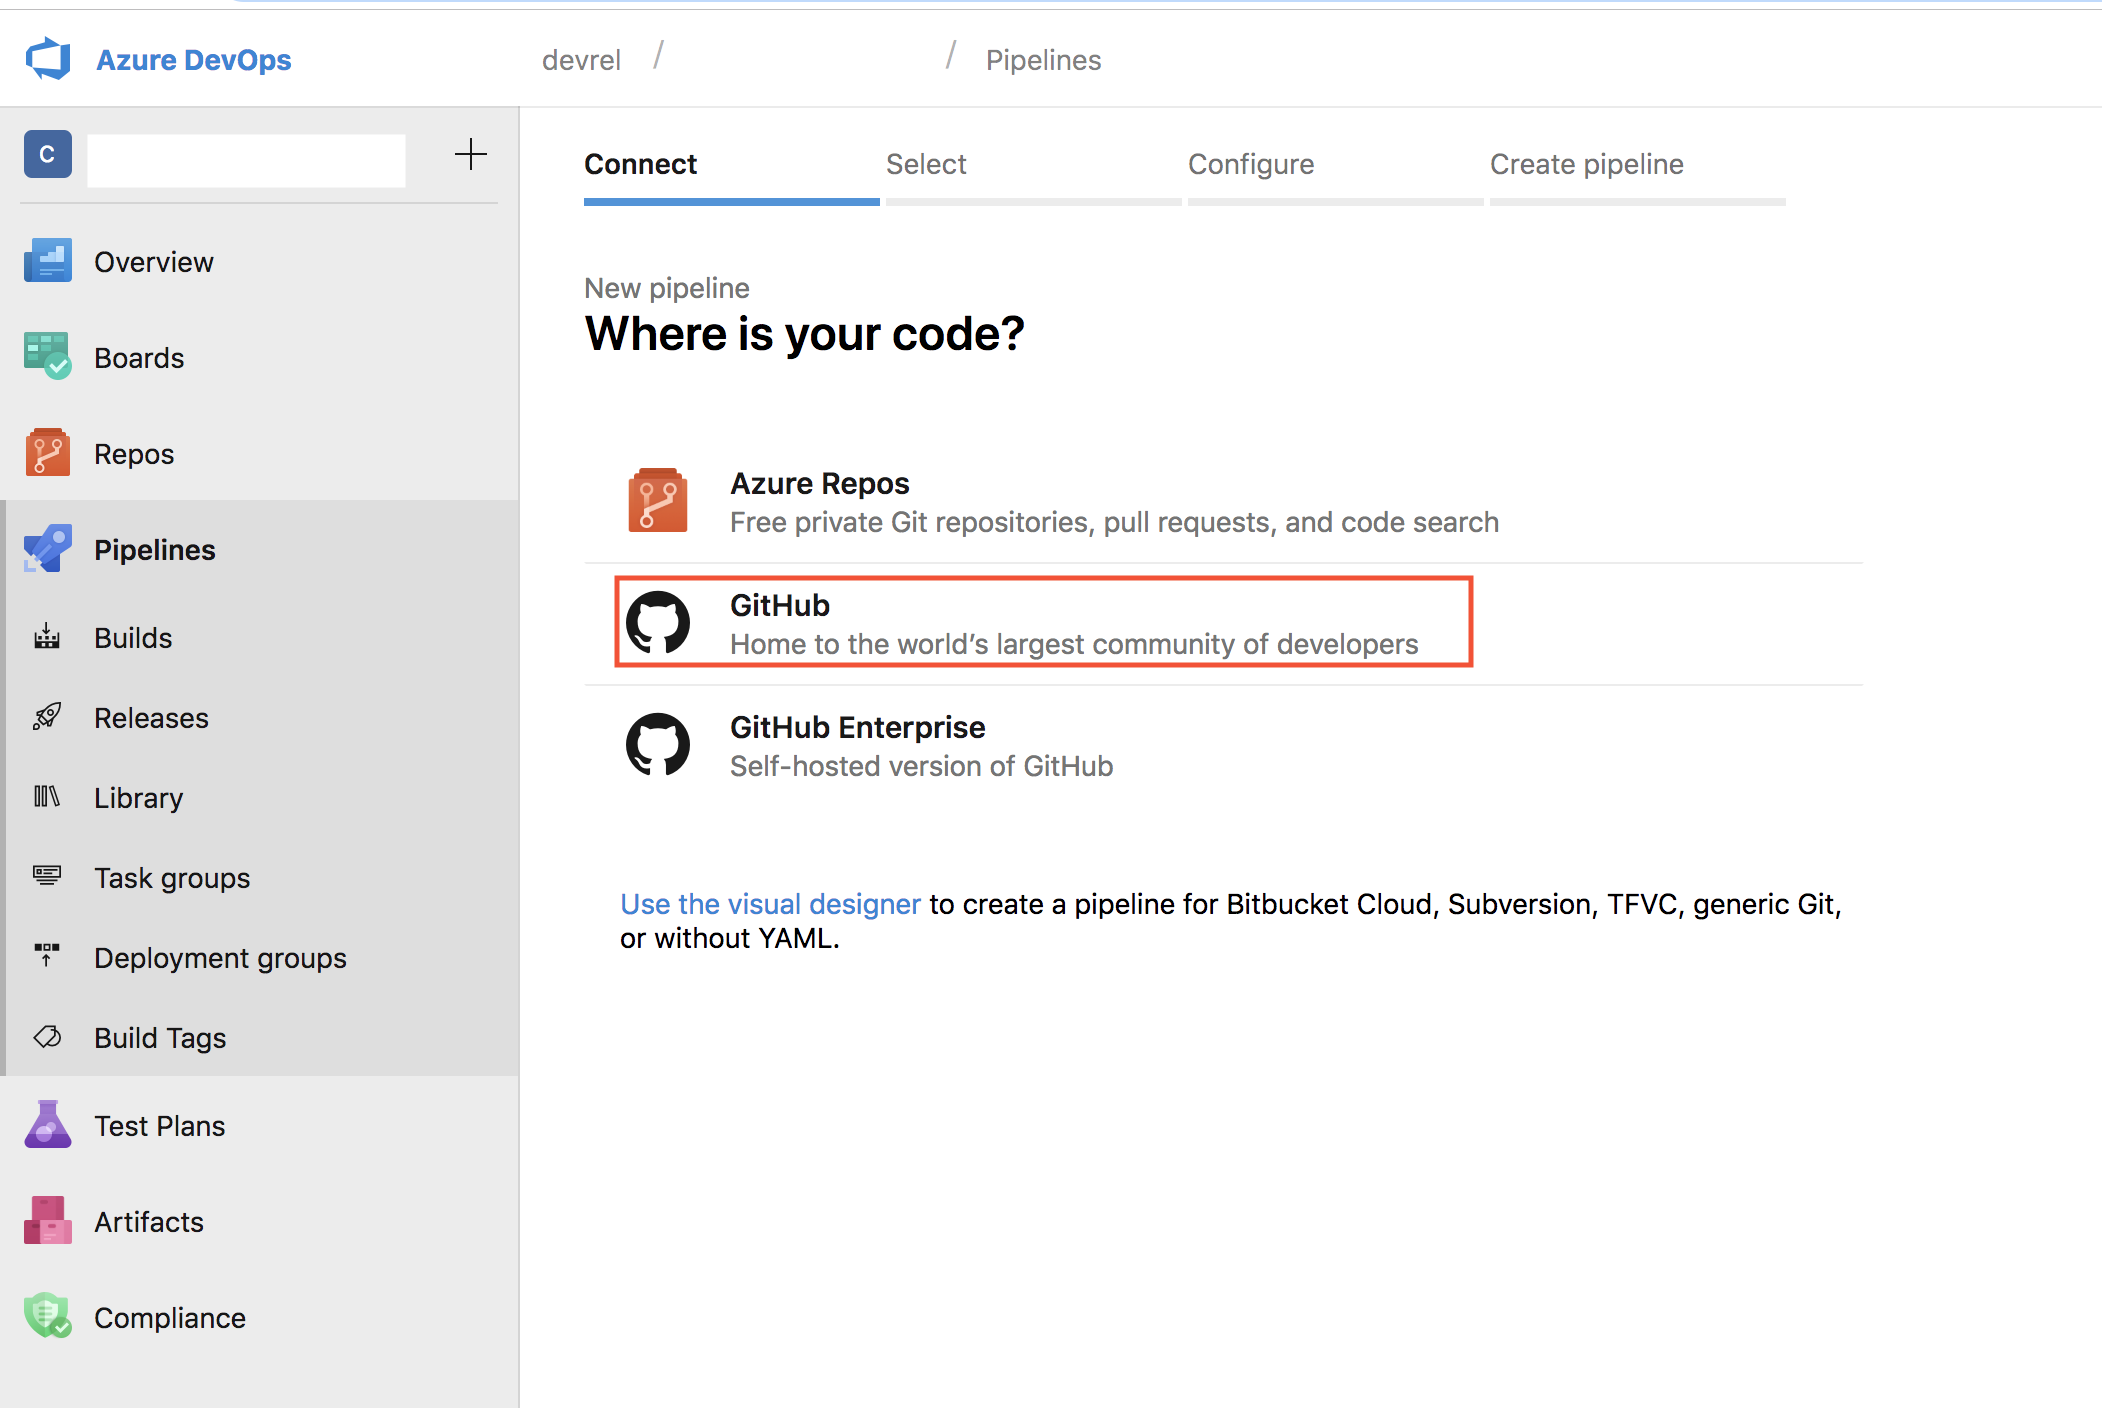 Azure DevOps
devrel / / Pipelines
C
Connect Select Configure Create pipeline
Overview
Boards
Repos
Pipelines
Builds
Releases
Library
Task groups
Deployment groups
Build Tags
Test Plans
Artifacts
Compliance
New pipeline
Where is your code?
Azure Repos
Free private Git repositories, pull requests, and code search
GitHub
Home to the world’s largest community of developers
GitHub Enterprise
Self-hosted version of GitHub
Use the visual designer to create a pipeline for Bitbucket Cloud, Subversion, TFVC, generic Git,
or without YAML.